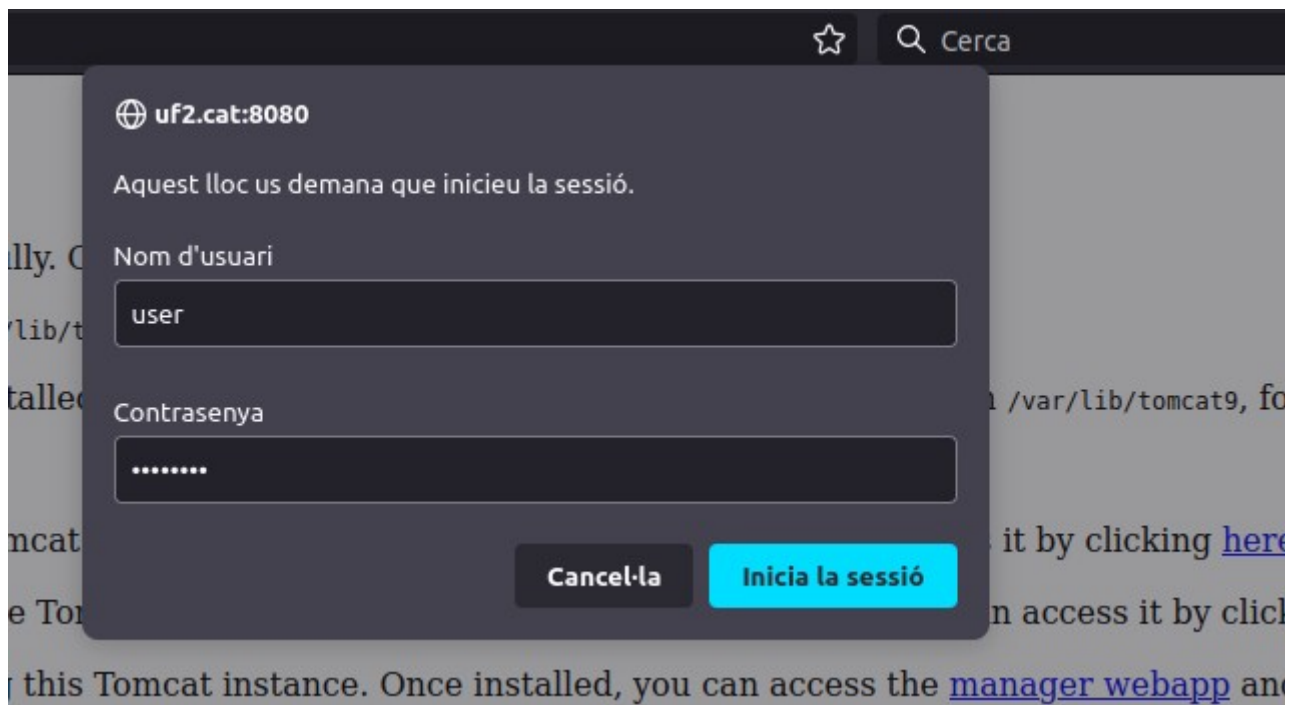 Cerca
uf2.cat:8080
Aquest lloc us demana que inicieu la sessió.
Nom d'usuari
user
/var/lib/tomcat9, fo
Contrasenya
••••••••
it by clicking here
Cancel·la Inicia la sessió
access it by click
this Tomcat instance. Once installed, you can access the manager webapp and